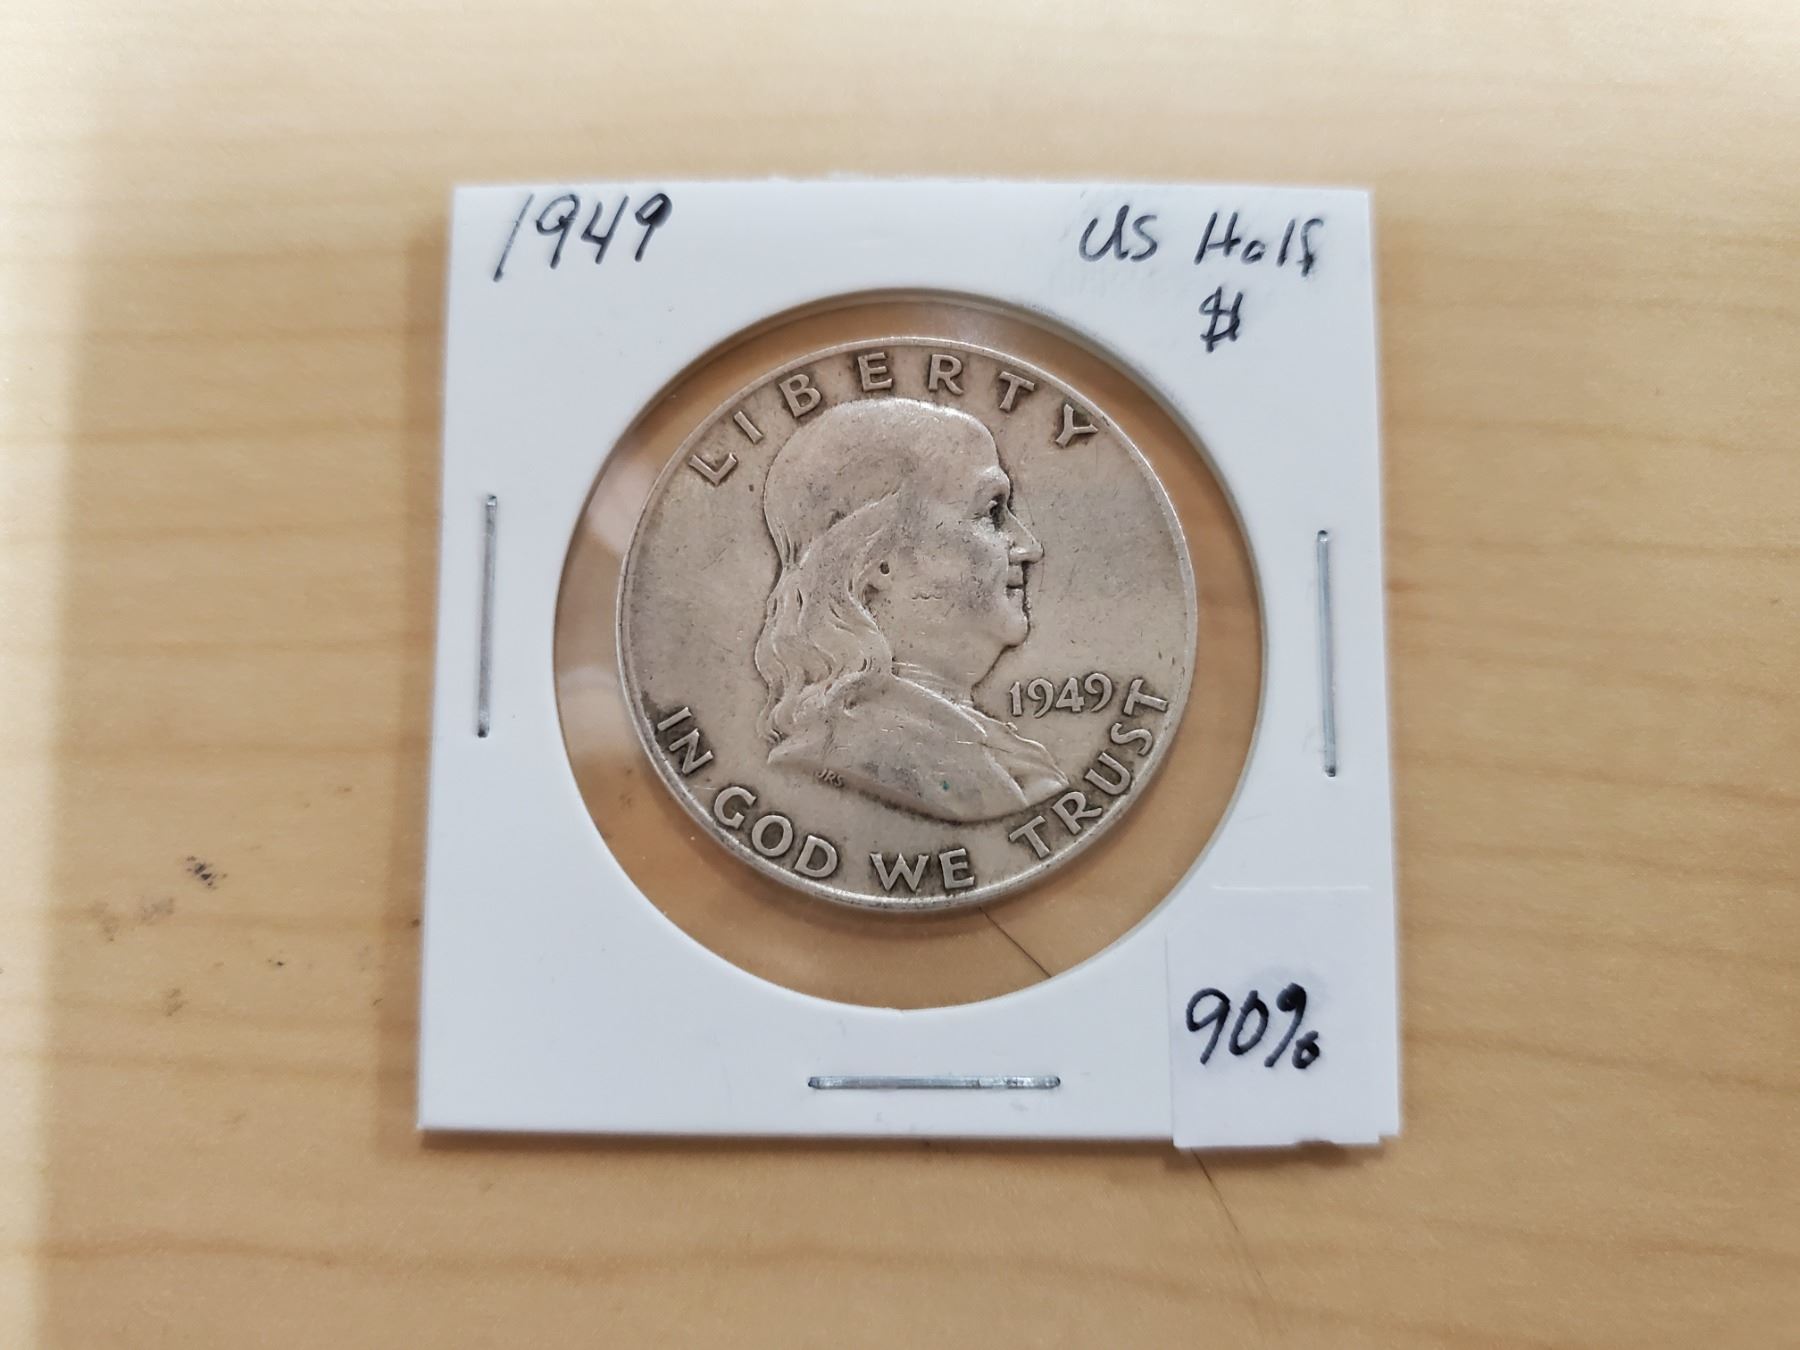 1949
US Half
$
LIBERTY
1949
JRS
IN GOD WE TRUST
90%